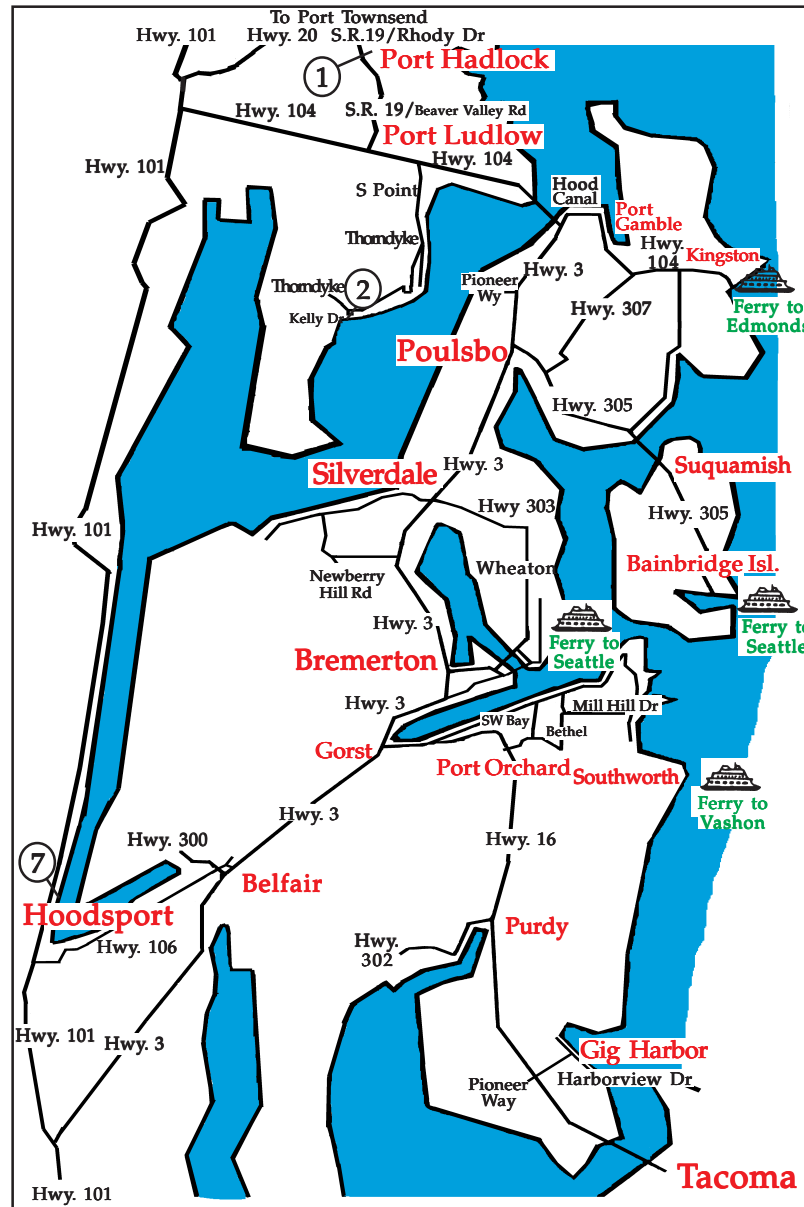 To Port Townsend
Hwy. 101
Hwy. 20
S.R.19/Rhody Dr
Port Hadlock
1
Hwy. 104
S.R. 19/Beaver Valley Rd
Port Ludlow
Hwy. 104
Hwy. 101
S Point
Hood
Canal
Port
Gamble
Thorndyke
Hwy.
104
Kingston
Hwy. 3
Pioneer
Wy
Thorndyke
2
Kelly Dr
Hwy. 307
Ferry to
Edmonds
Poulsbo
Hwy. 305
Hwy. 3
Silverdale
Suquamish
Hwy 303
Hwy. 305
Hwy. 101
Wheaton
Bainbridge Isl.
Newberry
Hill Rd
Hwy. 3
Ferry to
Seattle
Ferry to
Seattle
Bremerton
Hwy. 3
Mill Hill Dr
SW Bay
Bethel
Gorst
Port Orchard
Southworth
Ferry to
Vashon
Hwy. 3
Hwy. 300
Hwy. 16
7
Belfair
Hoodsport
Purdy
Hwy. 106
Hwy.
302
Hwy. 101
Hwy. 3
Gig Harbor
Pioneer
Way
Harborview Dr
Tacoma
Hwy. 101